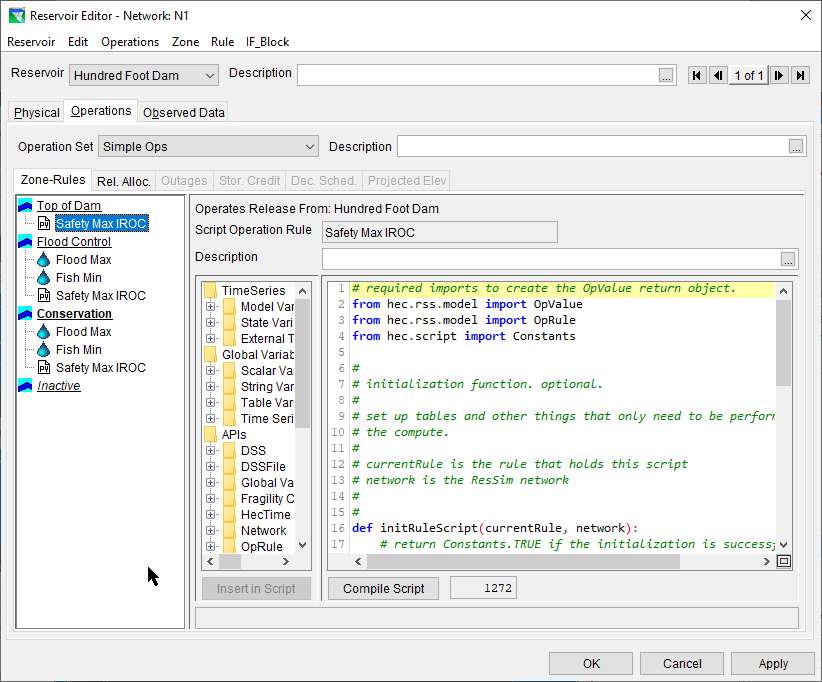 Reservoir Editor - Network: N1
Reservoir Edit Operations Zone Rule IF_Block
Reservoir Hundred Foot Dam Description ... 1 of 1
Physical Operations Observed Data
Operation Set Simple Ops Description ...
Zone-Rules Rel. Alloc. Outages Stor. Credit Dec. Sched. Projected Elev
Top of Dam
Safety Max IROC
Flood Control
Flood Max
Fish Min
Safety Max IROC
Conservation
Flood Max
Fish Min
Safety Max IROC
Inactive
Operates Release From: Hundred Foot Dam
Script Operation Rule Safety Max IROC
Description ...
TimeSeries
Model Var
State Vari
External T
Global Variab
Scalar Va
String Var
Table Var
Time Seri
APIs
DSS
DSSFile
Global Va
Fragility C
HecTime
Network
OpRule
1 # required imports to create the OpValue return object.
2 from hec.rss.model import OpValue
3 from hec.rss.model import OpRule
4 from hec.script import Constants
5
6 #
7 # initialization function. optional.
8 #
9 # set up tables and other things that only need to be perform
10 # the compute.
11 #
12 # currentRule is the rule that holds this script
13 # network is the ResSim network
14 #
15 #
16 def initRuleScript(currentRule, network):
17 # return Constants.TRUE if the initialization is successf
Insert in Script Compile Script 1272
OK Cancel Apply